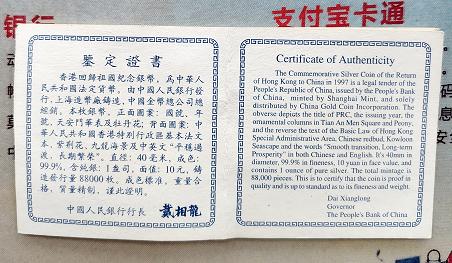 银行
支付宝卡通
鉴定證書
香港回歸祖國紀念銀幣，爲中華人
民共和國法定貨幣。由中國人民銀行發
行，上海造幣廠鑄造，中國金幣總公司總
經銷。本枚銀幣，正面圖案：國號、年
號、天安門華表及牡丹花；背面圖案：中
華人民共和國香港特别行政區基本法文
本、紫荊花、九龍海景及中英文“平穩過
渡，長期繁榮”。直徑：40毫米，成色：
99.9%，含純銀：1盎司，面值：10元，鑄
造發行量88000枚。成色標準，重量合
格，質量精制，謹此證明。
中國人民銀行行長 戴相龍
Certificate of Authenticity
The Commemorative Silver Coin of the Return
of Hong Kong to China in 1997 is a legal tender of the
People's Republic of China, issued by the People's Bank
of China, minted by Shanghai Mint, and solely
distributed by China Gold Coin Incorporation. The
obverse depicts the title of PRC, the issuing year, the
ornamental columns in Tian An Men Square and Peony,
and the reverse the text of the Basic Law of Hong Kong
Special Administrative Area, Chinese redbud, Kowloon
Seascape and the words "Smooth transition, Long-term
Prosperity" in both Chinese and English. It's 40mm in
diameter, 99.9% in fineness, 10 yuan in face value, and
contains 1 ounce of pure silver. The total mintage is
88,000 pieces. This is to certify that the coin is proof in
quality and is up to standard as to its fineness and weight.
Dai Xianglong
Governor
The People's Bank of China